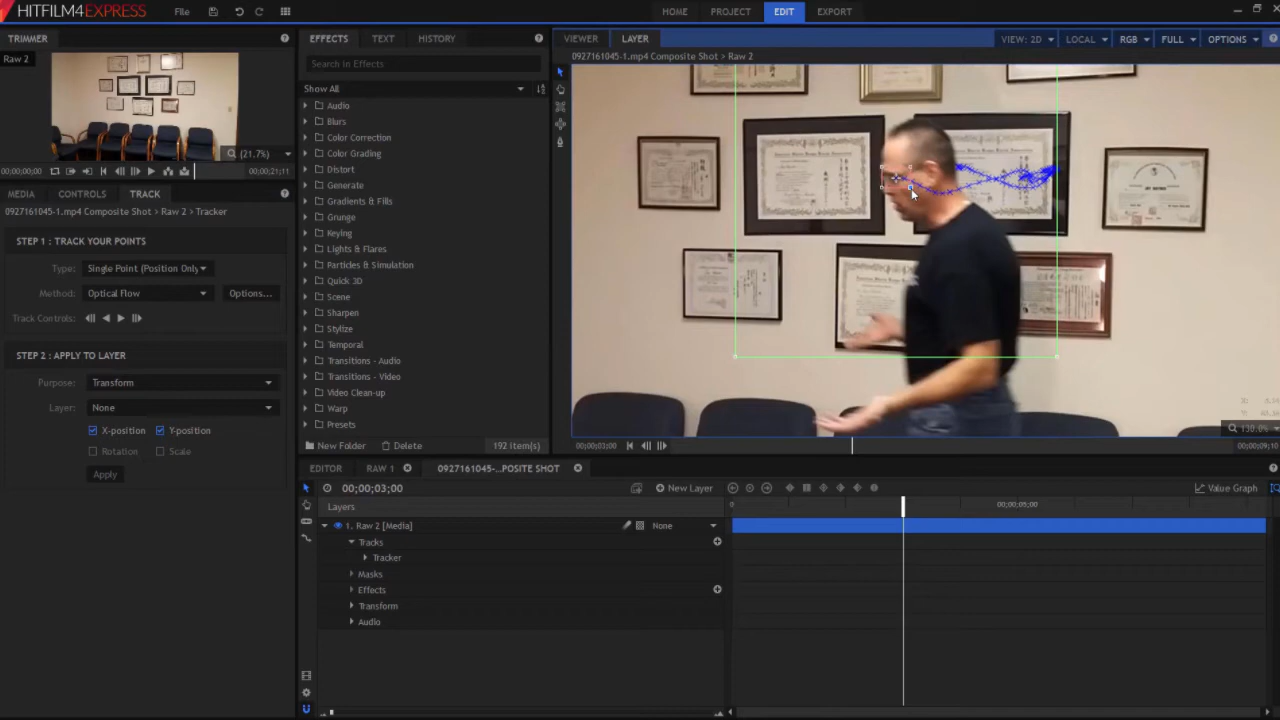 HITFILM4EXPRESS File HOME PROJECT EDIT EXPORT
TRIMMER
Raw 2
(21.7%)
00;00;00;00 00;00;21;11
MEDIA CONTROLS TRACK
0927161045-1.mp4 Composite Shot > Raw 2 > Tracker
STEP 1 : TRACK YOUR POINTS
Type: Single Point (Position Only
Method: Optical Flow Options...
Track Controls:
STEP 2 : APPLY TO LAYER
Purpose: Transform
Layer: None
X-position Y-position
Rotation Scale
Apply
EFFECTS TEXT HISTORY
Search in Effects
Show All
Audio
Blurs
Color Correction
Color Grading
Distort
Generate
Gradients & Fills
Grunge
Keying
Lights & Flares
Particles & Simulation
Quick 3D
Scene
Sharpen
Stylize
Temporal
Transitions - Audio
Transitions - Video
Video Clean-up
Warp
Presets
New Folder Delete 192 item(s)
VIEWER LAYER VIEW: 2D LOCAL RGB FULL OPTIONS
0927161045-1.mp4 Composite Shot > Raw 2
130.0%
00;00;03;00 00;00;09;10
EDITOR RAW 1 0927161045-...POSITE SHOT
00;00;03;00 New Layer Value Graph
Layers 0 00;00;05;00
1. Raw 2 [Media] None
Tracks
Tracker
Masks
Effects
Transform
Audio